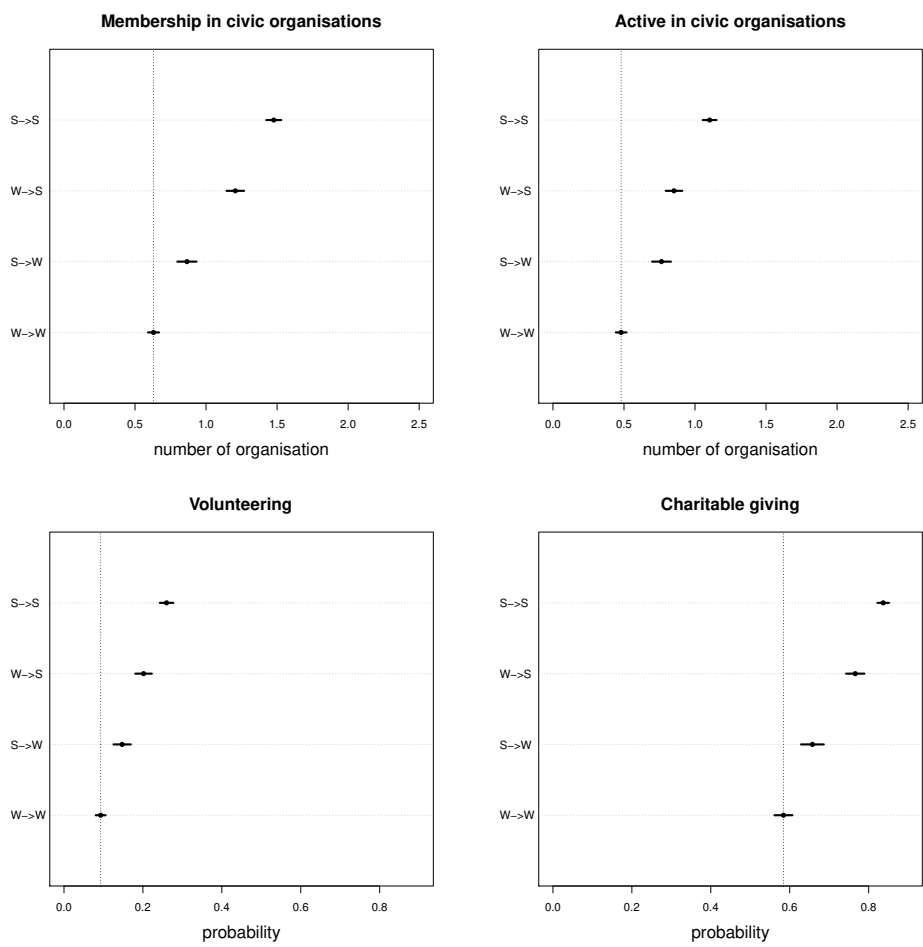 Membership in civic organisations
S−>S
W−>S
S−>W
W−>W
0.0 0.5 1.0 1.5 2.0 2.5
number of organisation
Active in civic organisations
S−>S
W−>S
S−>W
W−>W
0.0 0.5 1.0 1.5 2.0 2.5
number of organisation
Volunteering
S−>S
W−>S
S−>W
W−>W
0.0 0.2 0.4 0.6 0.8
probability
Charitable giving
S−>S
W−>S
S−>W
W−>W
0.0 0.2 0.4 0.6 0.8
probability